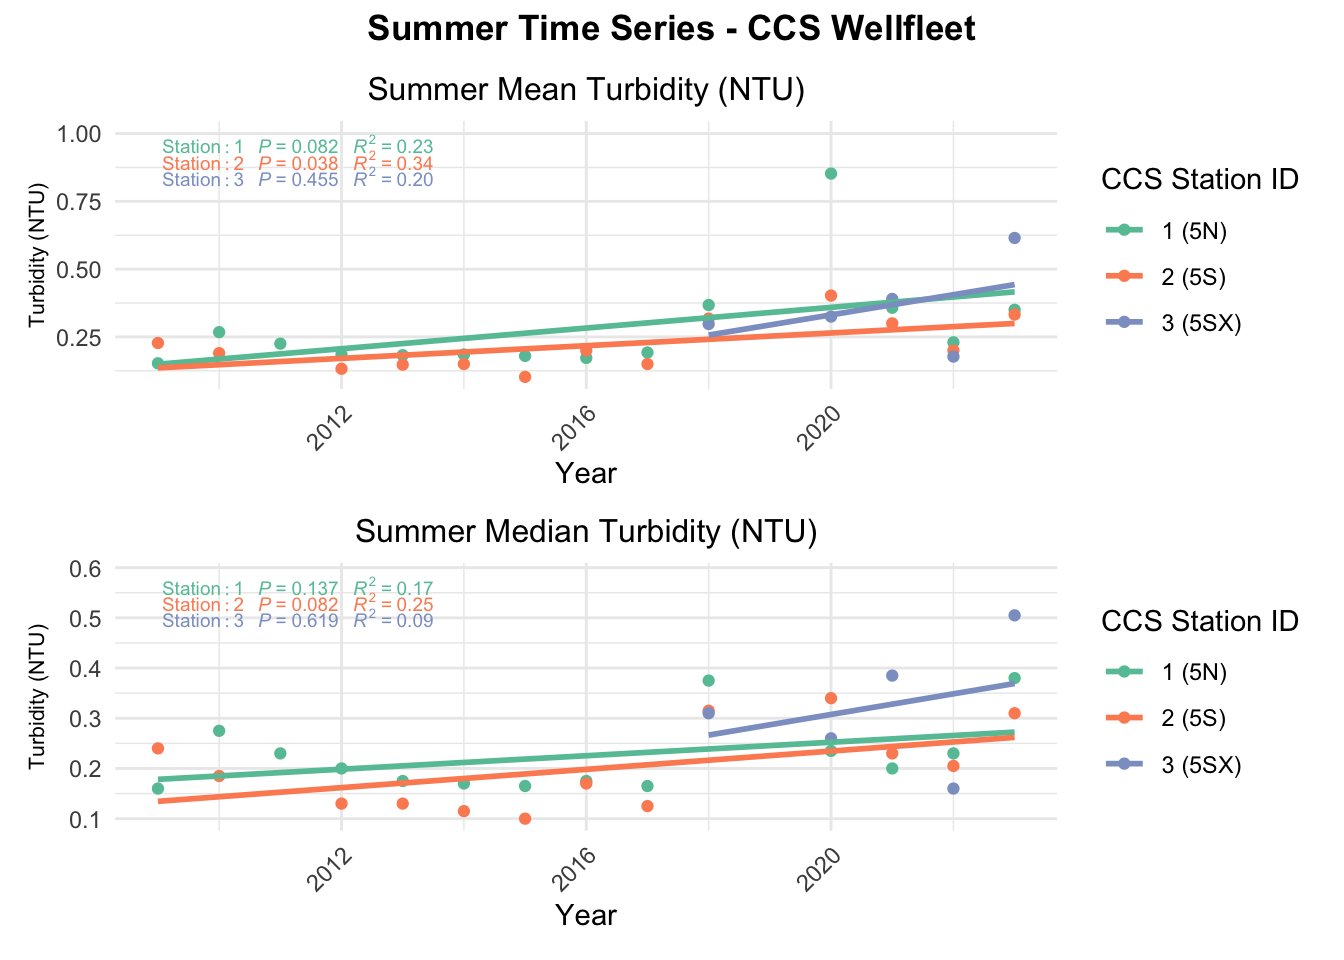 Summer Time Series - CCS Wellfleet
Summer Mean Turbidity (NTU)
1.00
0.75
0.50
0.25
Turbidity (NTU)
Station: 1 P = 0.082 R² = 0.23
Station: 2 P = 0.038 R² = 0.34
Station: 3 P = 0.455 R² = 0.20
2012
2016
2020
Year
CCS Station ID
1 (5N)
2 (5S)
3 (5SX)
Summer Median Turbidity (NTU)
0.6
0.5
0.4
0.3
0.2
0.1
Turbidity (NTU)
Station: 1 P = 0.137 R² = 0.17
Station: 2 P = 0.082 R² = 0.25
Station: 3 P = 0.619 R² = 0.09
2012
2016
2020
Year
CCS Station ID
1 (5N)
2 (5S)
3 (5SX)